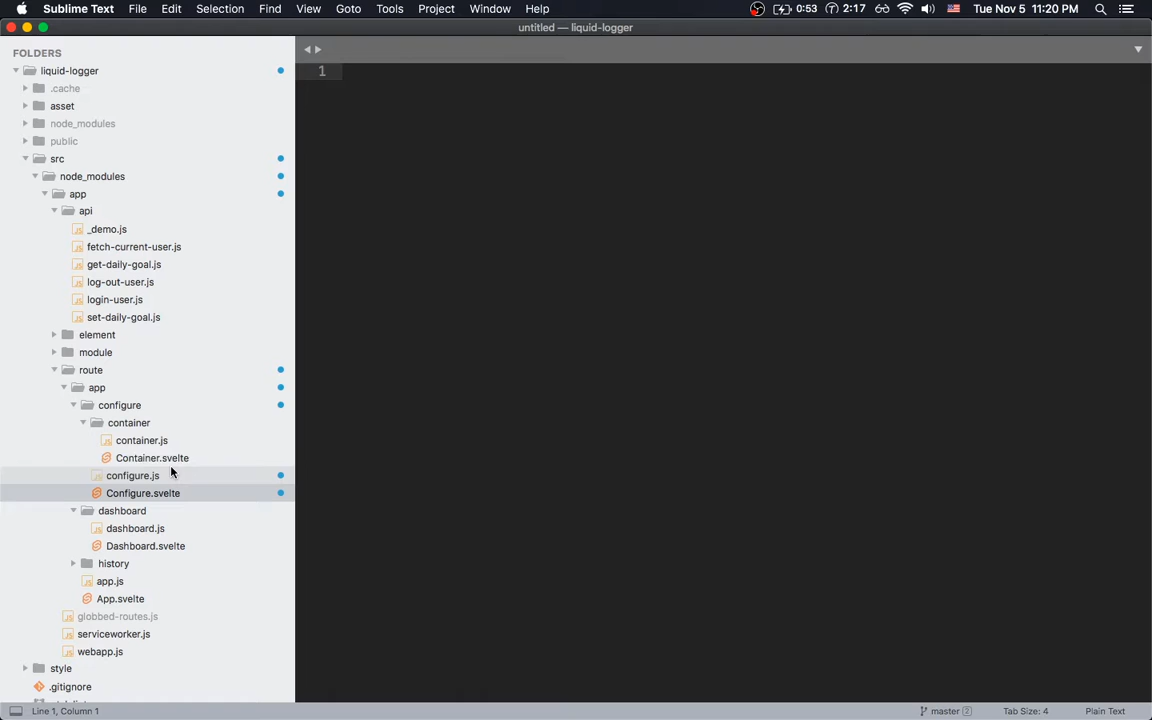 Sublime Text File Edit Selection Find View Goto Tools Project Window Help 0:53 2:17 Tue Nov 5 11:20 PM
untitled — liquid-logger
FOLDERS
liquid-logger
1
.cache
asset
node_modules
public
src
node_modules
app
api
_demo.js
fetch-current-user.js
get-daily-goal.js
log-out-user.js
login-user.js
set-daily-goal.js
element
module
route
app
configure
container
container.js
Container.svelte
configure.js
Configure.svelte
dashboard
dashboard.js
Dashboard.svelte
history
app.js
App.svelte
globbed-routes.js
serviceworker.js
webapp.js
style
.gitignore
Line 1, Column 1 master 2 Tab Size: 4 Plain Text